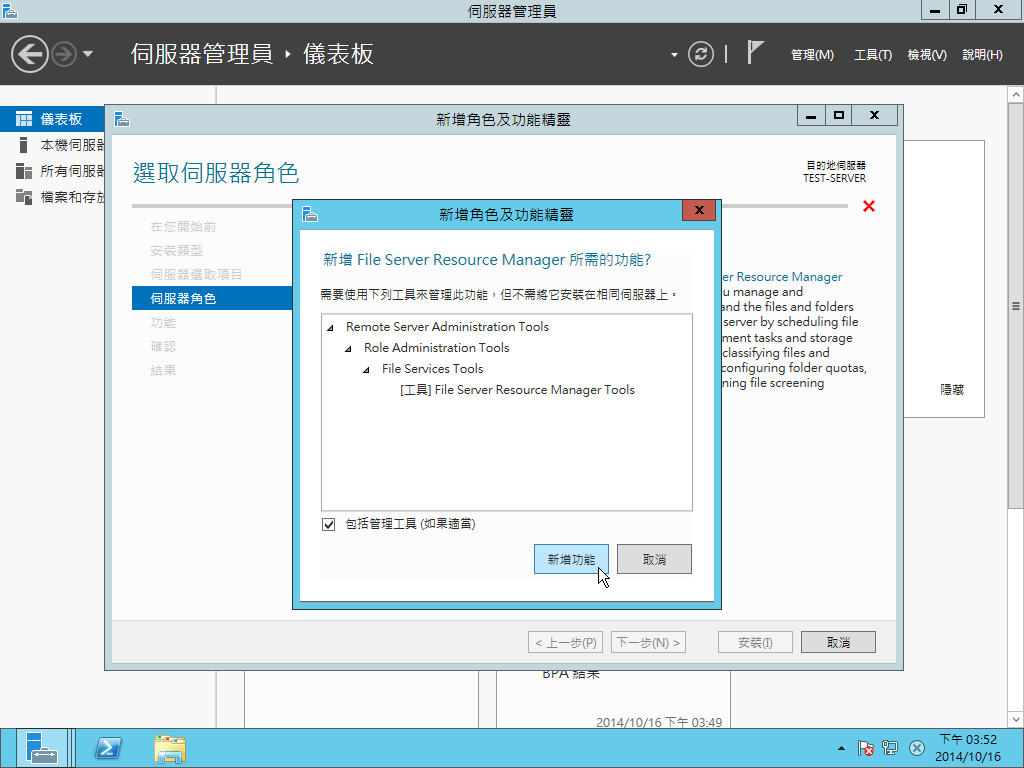 伺服器管理員
伺服器管理員 ‣ 儀表板
管理(M) 工具(T) 檢視(V) 說明(H)
儀表板
本機伺服器
所有伺服器
檔案和存放
新增角色及功能精靈
選取伺服器角色
目的地伺服器
TEST-SERVER
在您開始前
安裝類型
伺服器選取項目
伺服器角色
功能
確認
結果
新增角色及功能精靈
新增 File Server Resource Manager 所需的功能?
需要使用下列工具來管理此功能，但不需將它安裝在相同伺服器上。
Remote Server Administration Tools
Role Administration Tools
File Services Tools
[工具] File Server Resource Manager Tools
包括管理工具 (如果適當)
新增功能 取消
er Resource Manager
u manage and
and the files and folders
server by scheduling file
ment tasks and storage
classifying files and
configuring folder quotas,
ning file screening
隱藏
< 上一步(P) 下一步(N) > 安裝(I) 取消
BPA 結果
2014/10/16 下午 03:49
下午 03:52
2014/10/16